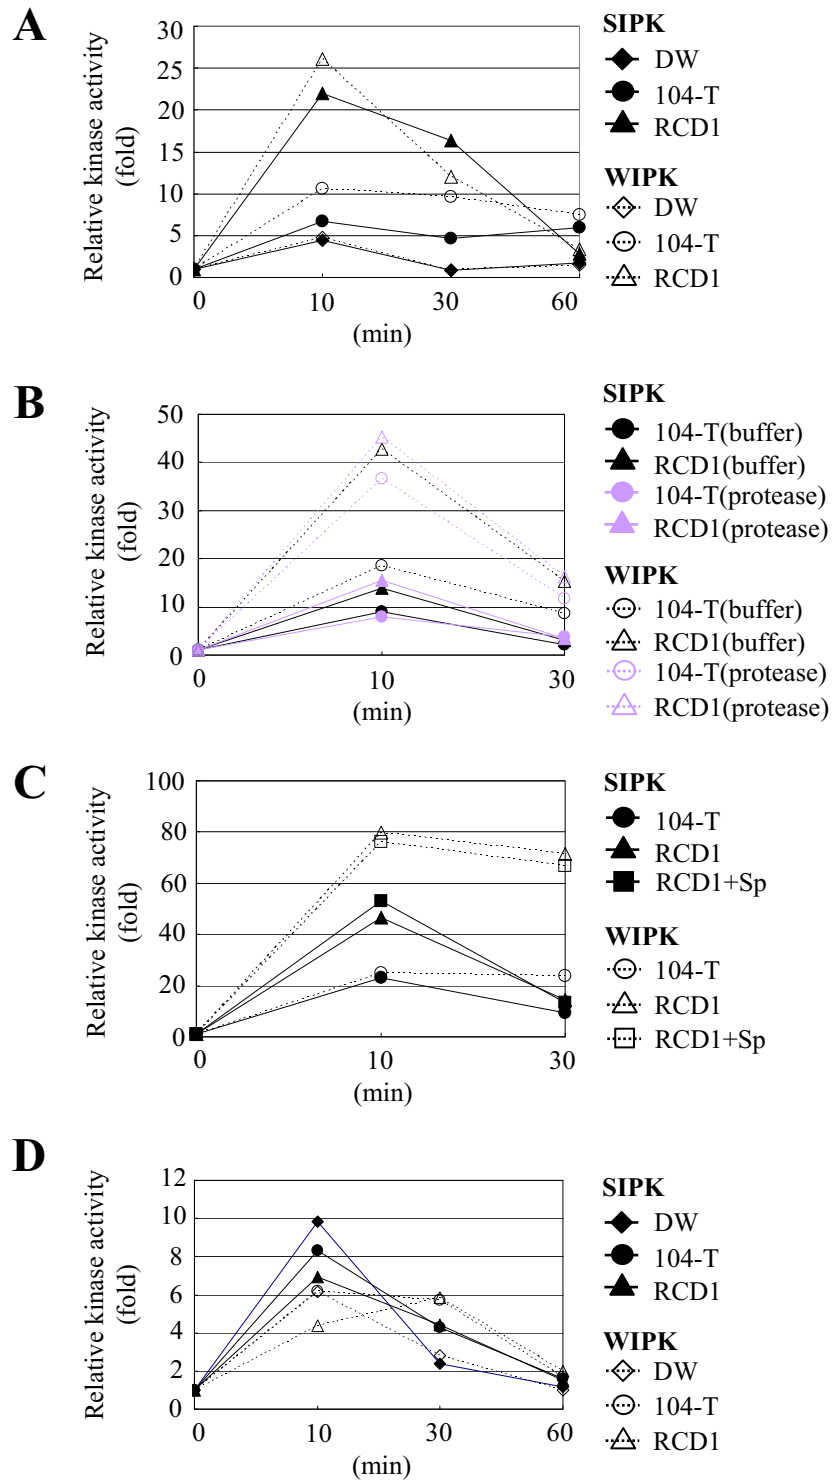 A
Relative kinase activity
(fold)
30
25
20
15
10
5
0
0 10 30 60
(min)
SIPK
DW
104-T
RCD1
WIPK
DW
104-T
RCD1
B
Relative kinase activity
(fold)
50
40
30
20
10
0
0 10 30
(min)
SIPK
104-T(buffer)
RCD1(buffer)
104-T(protease)
RCD1(protease)
WIPK
104-T(buffer)
RCD1(buffer)
104-T(protease)
RCD1(protease)
C
Relative kinase activity
(fold)
100
80
60
40
20
0
0 10 30
(min)
SIPK
104-T
RCD1
RCD1+Sp
WIPK
104-T
RCD1
RCD1+Sp
D
Relative kinase activity
(fold)
12
10
8
6
4
2
0
0 10 30 60
(min)
SIPK
DW
104-T
RCD1
WIPK
DW
104-T
RCD1